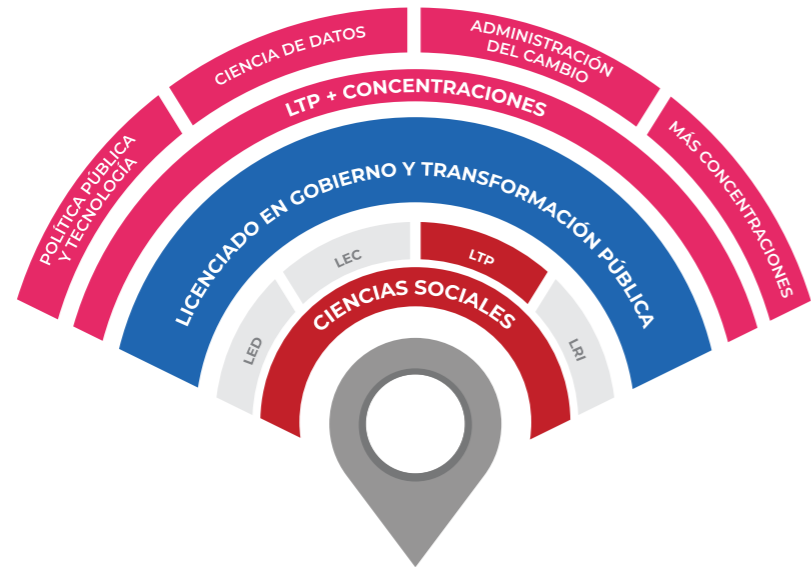 POLÍTICA PÚBLICA
Y TECNOLOGÍA
CIENCIA DE DATOS
ADMINISTRACIÓN
DEL CAMBIO
MÁS CONCENTRACIONES
LTP + CONCENTRACIONES
LICENCIADO EN GOBIERNO Y TRANSFORMACIÓN PÚBLICA
LED
LEC
LTP
LRI
CIENCIAS SOCIALES